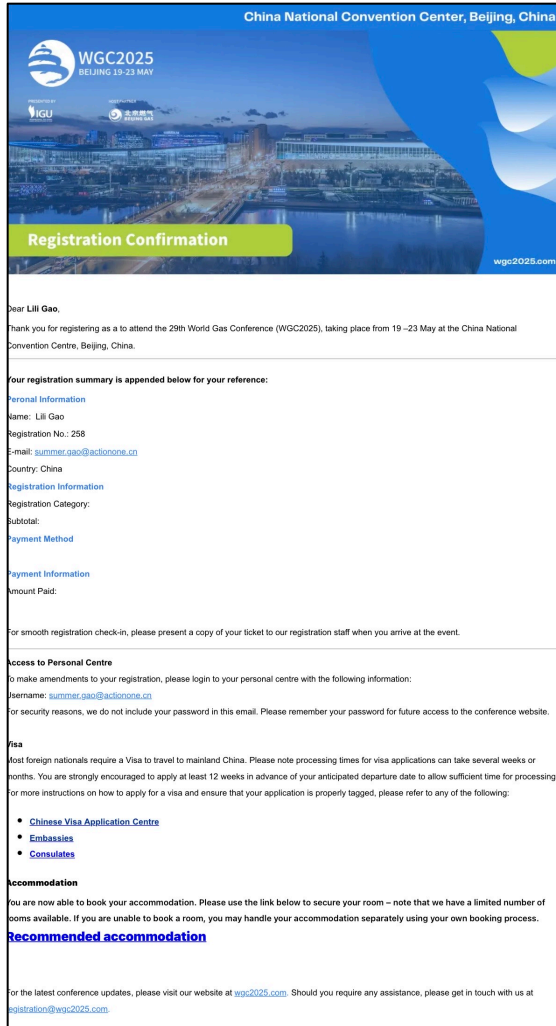 China National Convention Center, Beijing, China
WGC2025
BEIJING 19-23 MAY
PRESENTED BY
IGU
HOST PARTNER
北京燃气
BEIJING GAS
Registration Confirmation
wgc2025.com
Dear Lili Gao,
Thank you for registering as a to attend the 29th World Gas Conference (WGC2025), taking place from 19 –23 May at the China National
Convention Centre, Beijing, China.
Your registration summary is appended below for your reference:
Peronal Information
Name: Lili Gao
Registration No.: 258
E-mail: summer.gao@actionone.cn
Country: China
Registration Information
Registration Category:
Subtotal:
Payment Method
Payment Information
Amount Paid:
For smooth registration check-in, please present a copy of your ticket to our registration staff when you arrive at the event.
Access to Personal Centre
To make amendments to your registration, please login to your personal centre with the following information:
Username: summer.gao@actionone.cn
For security reasons, we do not include your password in this email. Please remember your password for future access to the conference website.
Visa
Most foreign nationals require a Visa to travel to mainland China. Please note processing times for visa applications can take several weeks or
months. You are strongly encouraged to apply at least 12 weeks in advance of your anticipated departure date to allow sufficient time for processing
For more instructions on how to apply for a visa and ensure that your application is properly tagged, please refer to any of the following:
• Chinese Visa Application Centre
• Embassies
• Consulates
Accommodation
You are now able to book your accommodation. Please use the link below to secure your room – note that we have a limited number of
rooms available. If you are unable to book a room, you may handle your accommodation separately using your own booking process.
Recommended accommodation
For the latest conference updates, please visit our website at wgc2025.com. Should you require any assistance, please get in touch with us at
registration@wgc2025.com.